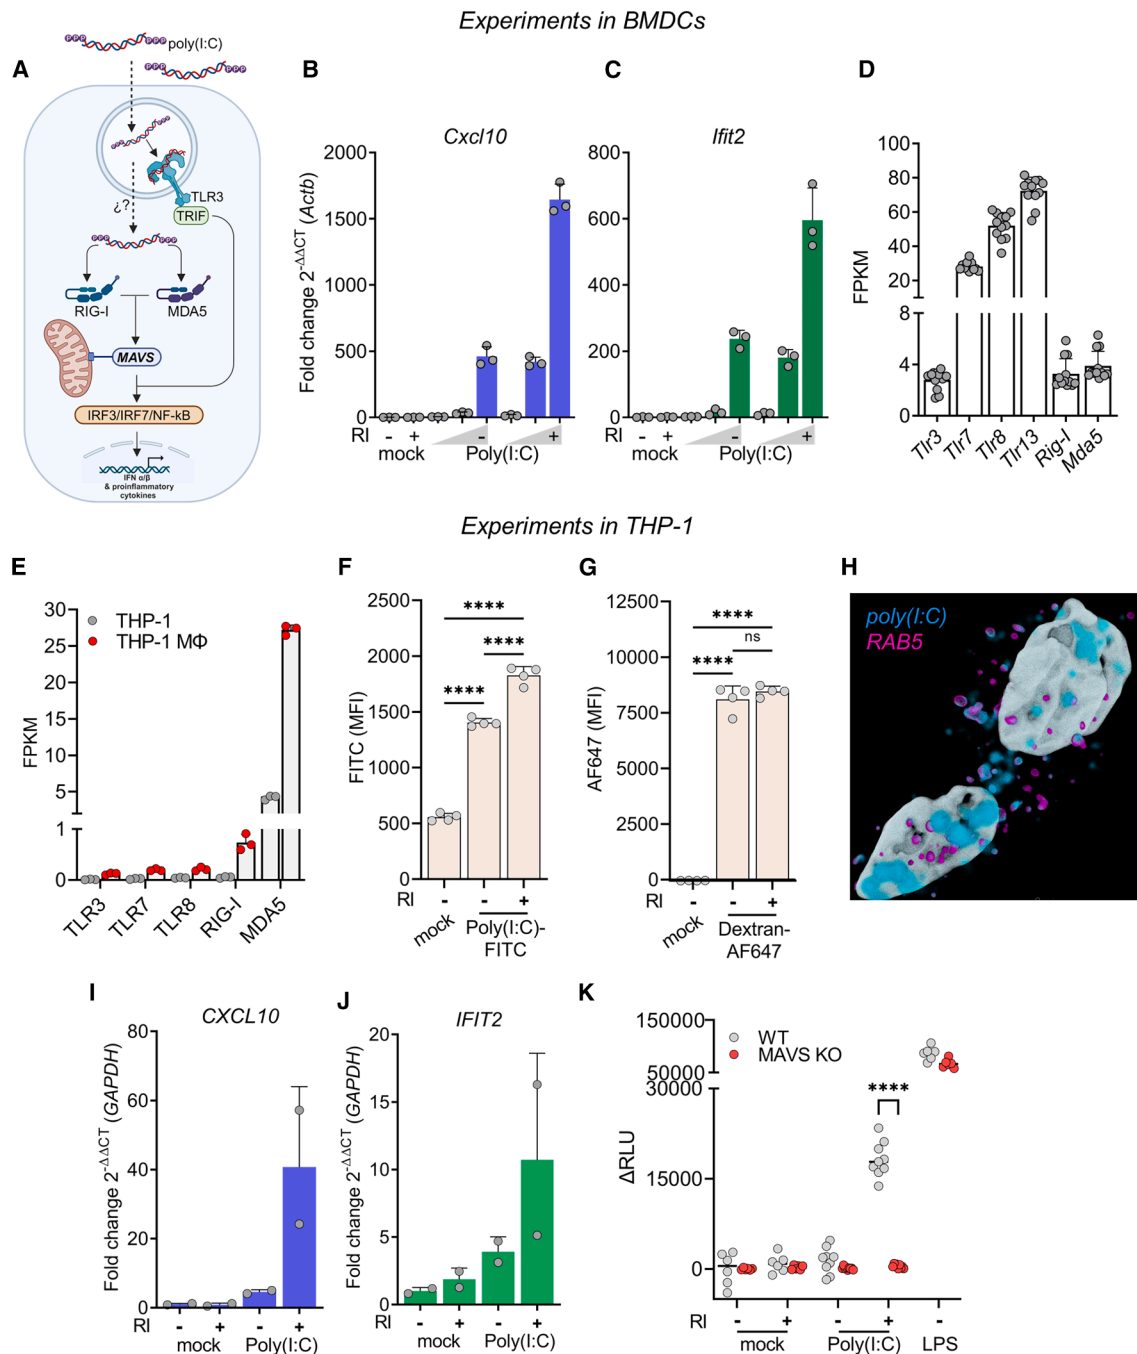 Experiments in BMDCs
A
PPP PPP poly(I:C)
PPP PPP
TLR3
TRIF
¿?
PPP PPP
RIG-I
MDA5
MAVS
IRF3/IRF7/NF-kB
IFN α/β
& proinflammatory
cytokines
B
Cxcl10
Fold change 2^-ΔΔCT (Actb)
2000
1500
1000
500
0
RI - + - +
mock Poly(I:C)
C
Ifit2
800
600
400
200
0
RI - + - +
mock Poly(I:C)
D
FPKM
100
80
60
40
20
8
4
0
Tlr3 Tlr7 Tlr8 Tlr13 Rig-I Mda5
Experiments in THP-1
E
FPKM
30
25
20
15
10
5
1
0
THP-1
THP-1 MΦ
TLR3 TLR7 TLR8 RIG-I MDA5
F
FITC (MFI)
2500
2000
1500
1000
500
0
****
****
****
RI - - +
mock Poly(I:C)-
FITC
G
AF647 (MFI)
12500
10000
7500
5000
2500
0
****
ns
****
RI - - +
mock Dextran-
AF647
H
poly(I:C)
RAB5
I
CXCL10
Fold change 2^-ΔΔCT (GAPDH)
80
60
40
20
0
RI - + - +
mock Poly(I:C)
J
IFIT2
Fold change 2^-ΔΔCT (GAPDH)
20
15
10
5
0
RI - + - +
mock Poly(I:C)
K
ΔRLU
150000
50000
30000
15000
0
WT
MAVS KO
****
RI - + - + -
mock Poly(I:C) LPS